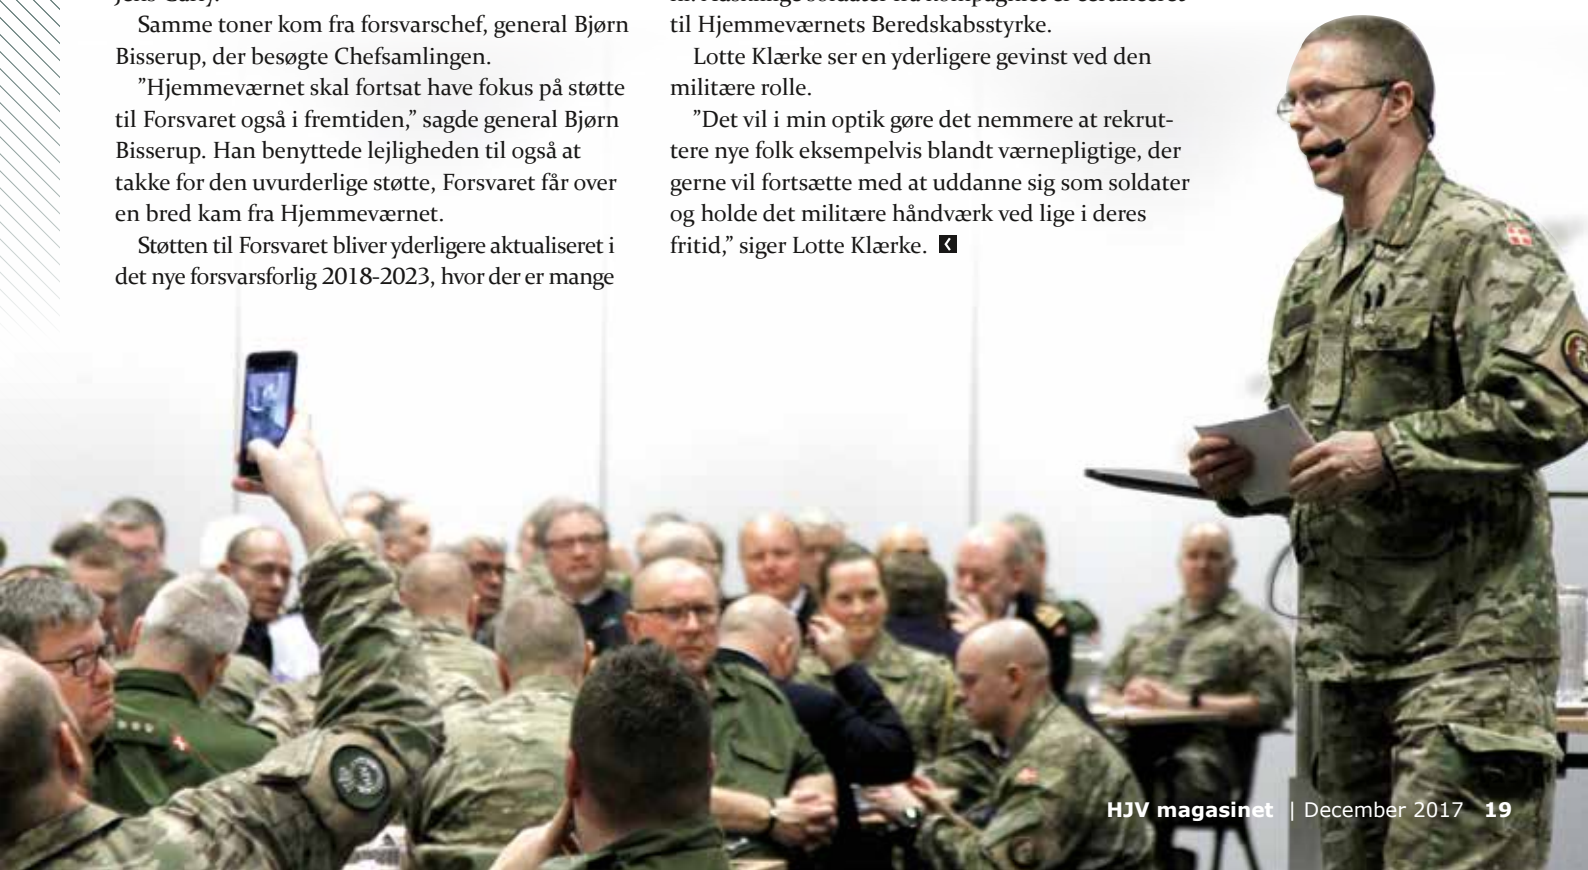 Samme toner kom fra forsvarschef, general Bjørn
Bisserup, der besøgte Chefsamlingen.
”Hjemmeværnet skal fortsat have fokus på støtte
til Forsvaret også i fremtiden,” sagde general Bjørn
Bisserup. Han benyttede lejligheden til også at
takke for den uvurderlige støtte, Forsvaret får over
en bred kam fra Hjemmeværnet.
Støtten til Forsvaret bliver yderligere aktualiseret i
det nye forsvarsforlig 2018-2023, hvor der er mange
til Hjemmeværnets Beredskabsstyrke.
Lotte Klærke ser en yderligere gevinst ved den
militære rolle.
”Det vil i min optik gøre det nemmere at rekrut-
tere nye folk eksempelvis blandt værnepligtige, der
gerne vil fortsætte med at uddanne sig som soldater
og holde det militære håndværk ved lige i deres
fritid,” siger Lotte Klærke.
HJV magasinet | December 2017 19